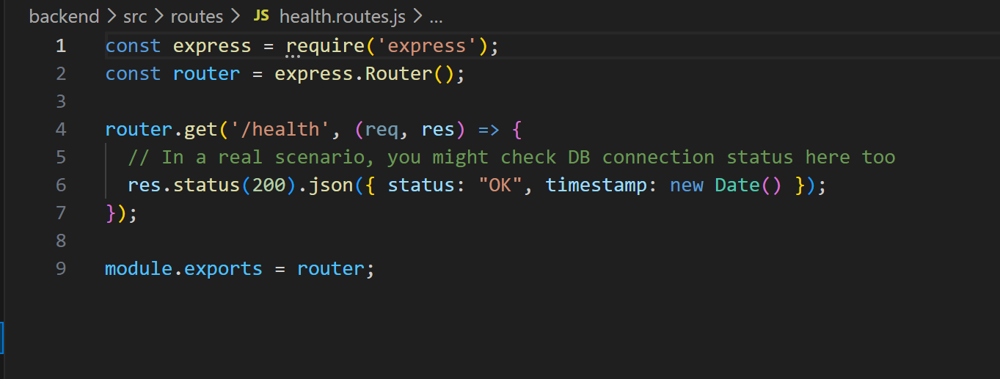 backend > src > routes > JS health.routes.js > ...
1 const express = require('express');
2 const router = express.Router();
3
4 router.get('/health', (req, res) => {
5   // In a real scenario, you might check DB connection status here too
6   res.status(200).json({ status: "OK", timestamp: new Date() });
7 });
8
9 module.exports = router;